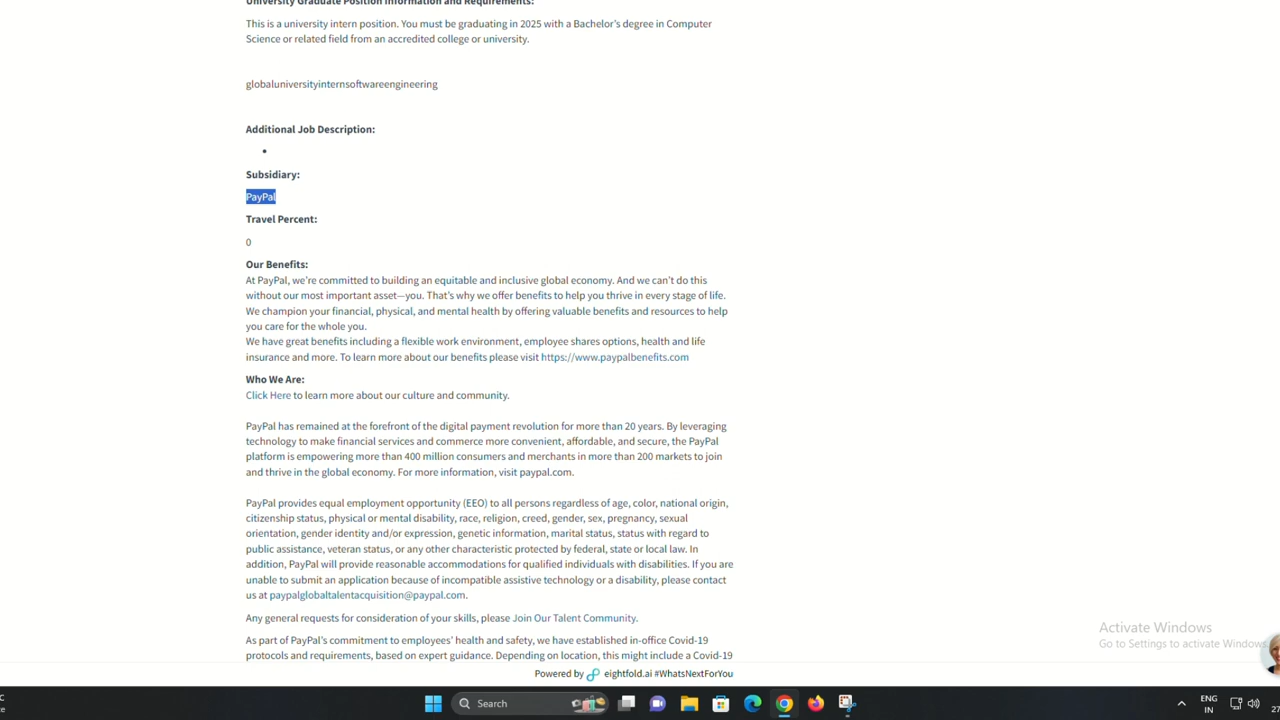 University Graduate Position Information and Requirements:
This is a university intern position. You must be graduating in 2025 with a Bachelor's degree in Computer
Science or related field from an accredited college or university.
globaluniversityinternsoftwareengineering
Additional Job Description:
Subsidiary:
PayPal
Travel Percent:
0
Our Benefits:
At PayPal, we're committed to building an equitable and inclusive global economy. And we can't do this
without our most important asset—you. That's why we offer benefits to help you thrive in every stage of life.
We champion your financial, physical, and mental health by offering valuable benefits and resources to help
you care for the whole you.
We have great benefits including a flexible work environment, employee shares options, health and life
insurance and more. To learn more about our benefits please visit https://www.paypalbenefits.com
Who We Are:
Click Here to learn more about our culture and community.
PayPal has remained at the forefront of the digital payment revolution for more than 20 years. By leveraging
technology to make financial services and commerce more convenient, affordable, and secure, the PayPal
platform is empowering more than 400 million consumers and merchants in more than 200 markets to join
and thrive in the global economy. For more information, visit paypal.com.
PayPal provides equal employment opportunity (EEO) to all persons regardless of age, color, national origin,
citizenship status, physical or mental disability, race, religion, creed, gender, sex, pregnancy, sexual
orientation, gender identity and/or expression, genetic information, marital status, status with regard to
public assistance, veteran status, or any other characteristic protected by federal, state or local law. In
addition, PayPal will provide reasonable accommodations for qualified individuals with disabilities. If you are
unable to submit an application because of incompatible assistive technology or a disability, please contact
us at paypalglobaltalentacquisition@paypal.com.
Any general requests for consideration of your skills, please Join Our Talent Community.
As part of PayPal's commitment to employees' health and safety, we have established in-office Covid-19
protocols and requirements, based on expert guidance. Depending on location, this might include a Covid-19
Activate Windows
Go to Settings to activate Windows.
Powered by eightfold.ai #WhatsNextForYou
Search
ENG
IN
27